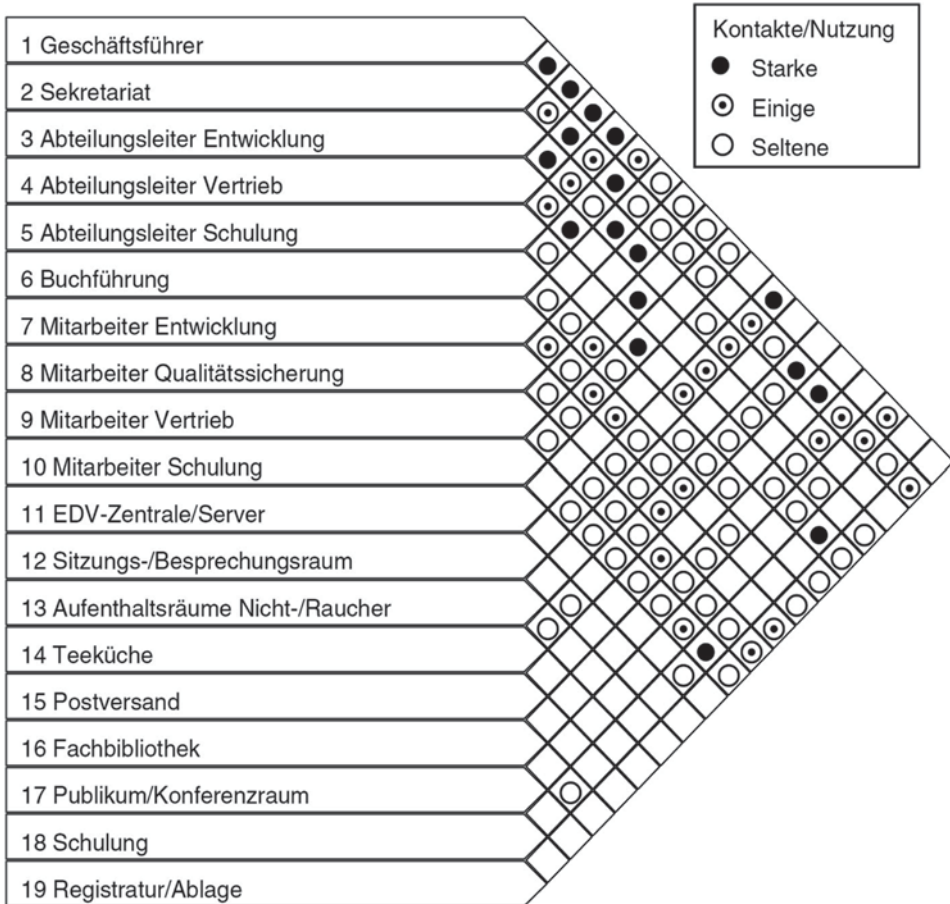 1 Geschäftsführer
2 Sekretariat
3 Abteilungsleiter Entwicklung
4 Abteilungsleiter Vertrieb
5 Abteilungsleiter Schulung
6 Buchführung
7 Mitarbeiter Entwicklung
8 Mitarbeiter Qualitätssicherung
9 Mitarbeiter Vertrieb
10 Mitarbeiter Schulung
11 EDV-Zentrale/Server
12 Sitzungs-/Besprechungsraum
13 Aufenthaltsräume Nicht-/Raucher
14 Teeküche
15 Postversand
16 Fachbibliothek
17 Publikum/Konferenzraum
18 Schulung
19 Registratur/Ablage
Kontakte/Nutzung
Starke
Einige
Seltene